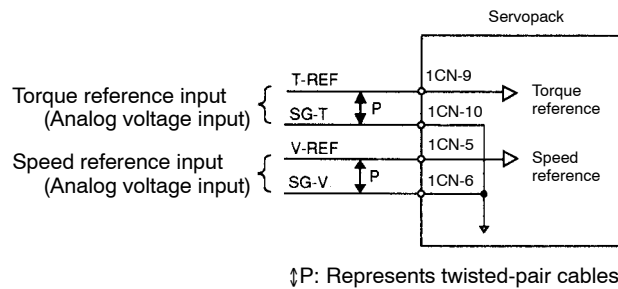 Servopack
T-REF
1CN-9
Torque reference input
(Analog voltage input)
P
Torque
reference
SG-T
1CN-10
V-REF
1CN-5
Speed reference input
(Analog voltage input)
P
Speed
reference
SG-V
1CN-6
P: Represents twisted-pair cables